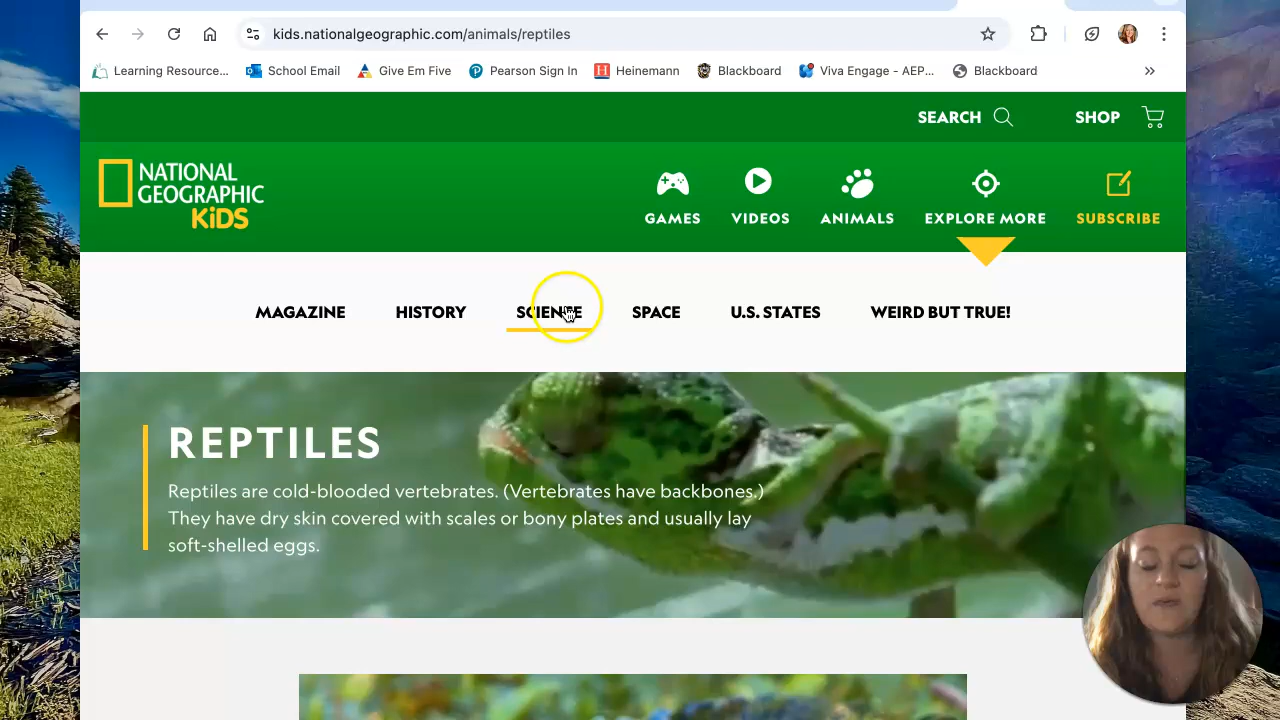 kids.nationalgeographic.com/animals/reptiles
Learning Resource... School Email Give Em Five Pearson Sign In Heinemann Blackboard Viva Engage - AEP... Blackboard »
SEARCH SHOP
NATIONAL
GEOGRAPHIC
KiDS
GAMES VIDEOS ANIMALS EXPLORE MORE SUBSCRIBE
MAGAZINE HISTORY SCIENCE SPACE U.S. STATES WEIRD BUT TRUE!
REPTILES
Reptiles are cold-blooded vertebrates. (Vertebrates have backbones.)
They have dry skin covered with scales or bony plates and usually lay
soft-shelled eggs.